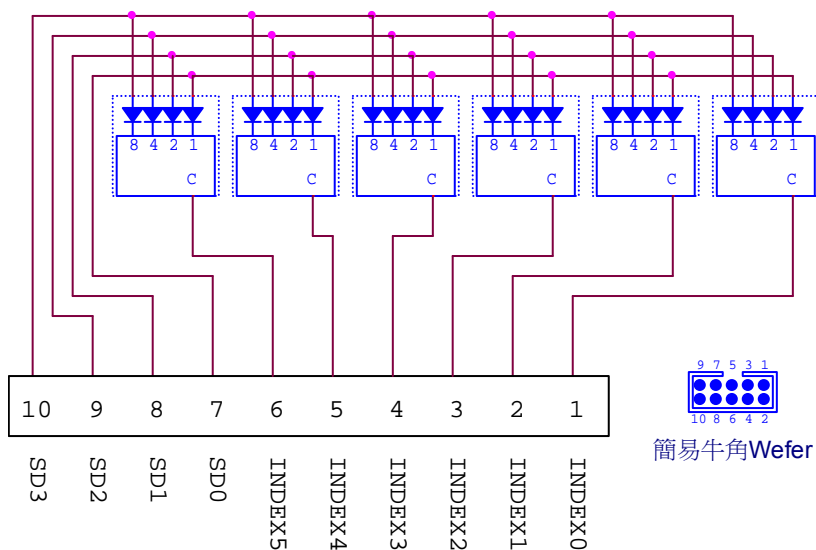 8 4 2 1 8 4 2 1 8 4 2 1 8 4 2 1 8 4 2 1 8 4 2 1
C C C C C C
9 7 5 3 1
10 9 8 7 6 5 4 3 2 1
10 8 6 4 2
簡易牛角Wefer
SD3
SD2
SD1
SD0
INDEX5
INDEX4
INDEX3
INDEX2
INDEX1
INDEX0